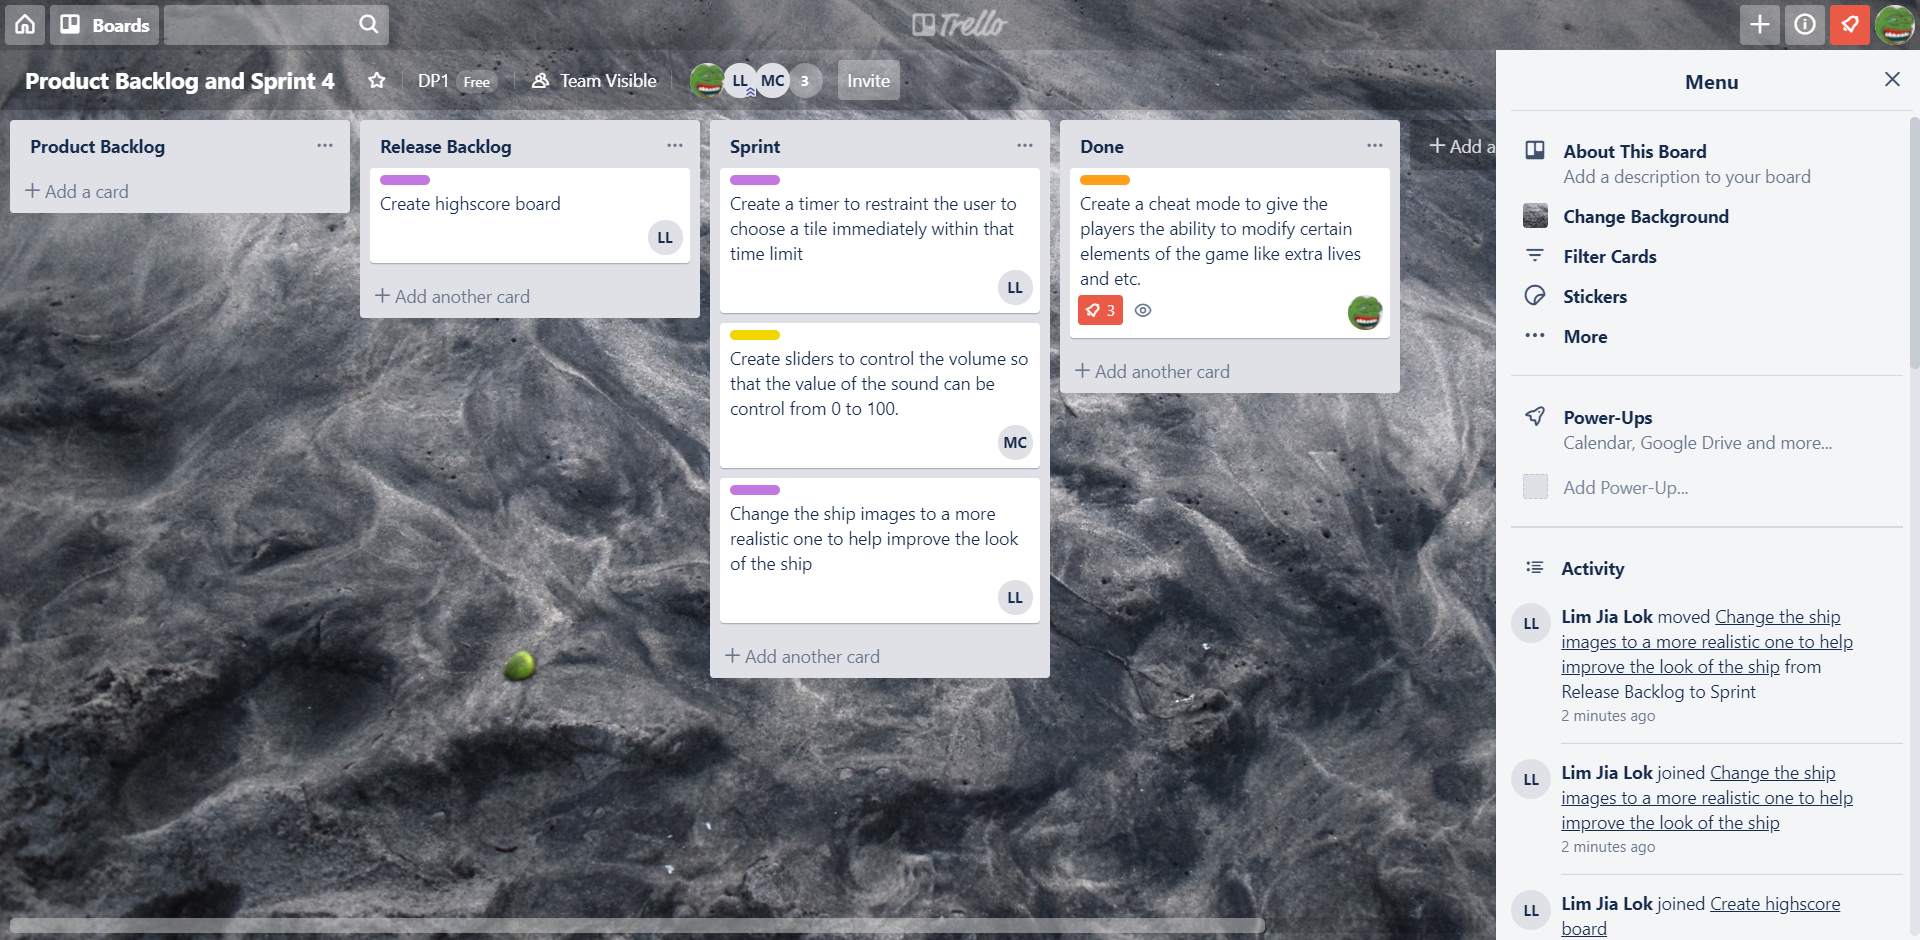 Boards
Trello
Product Backlog and Sprint 4
DP1 Free
Team Visible
LL MC 3
Invite
Product Backlog
+ Add a card
Release Backlog
Create highscore board
LL
+ Add another card
Sprint
Create a timer to restraint the user to
choose a tile immediately within that
time limit
LL
Create sliders to control the volume so
that the value of the sound can be
control from 0 to 100.
MC
Change the ship images to a more
realistic one to help improve the look
of the ship
LL
+ Add another card
Done
Create a cheat mode to give the
players the ability to modify certain
elements of the game like extra lives
and etc.
3
+ Add another card
+ Add a
Menu
About This Board
Add a description to your board
Change Background
Filter Cards
Stickers
More
Power-Ups
Calendar, Google Drive and more...
Add Power-Up...
Activity
LL
Lim Jia Lok moved Change the ship
images to a more realistic one to help
improve the look of the ship from
Release Backlog to Sprint
2 minutes ago
LL
Lim Jia Lok joined Change the ship
images to a more realistic one to help
improve the look of the ship
2 minutes ago
LL
Lim Jia Lok joined Create highscore
board